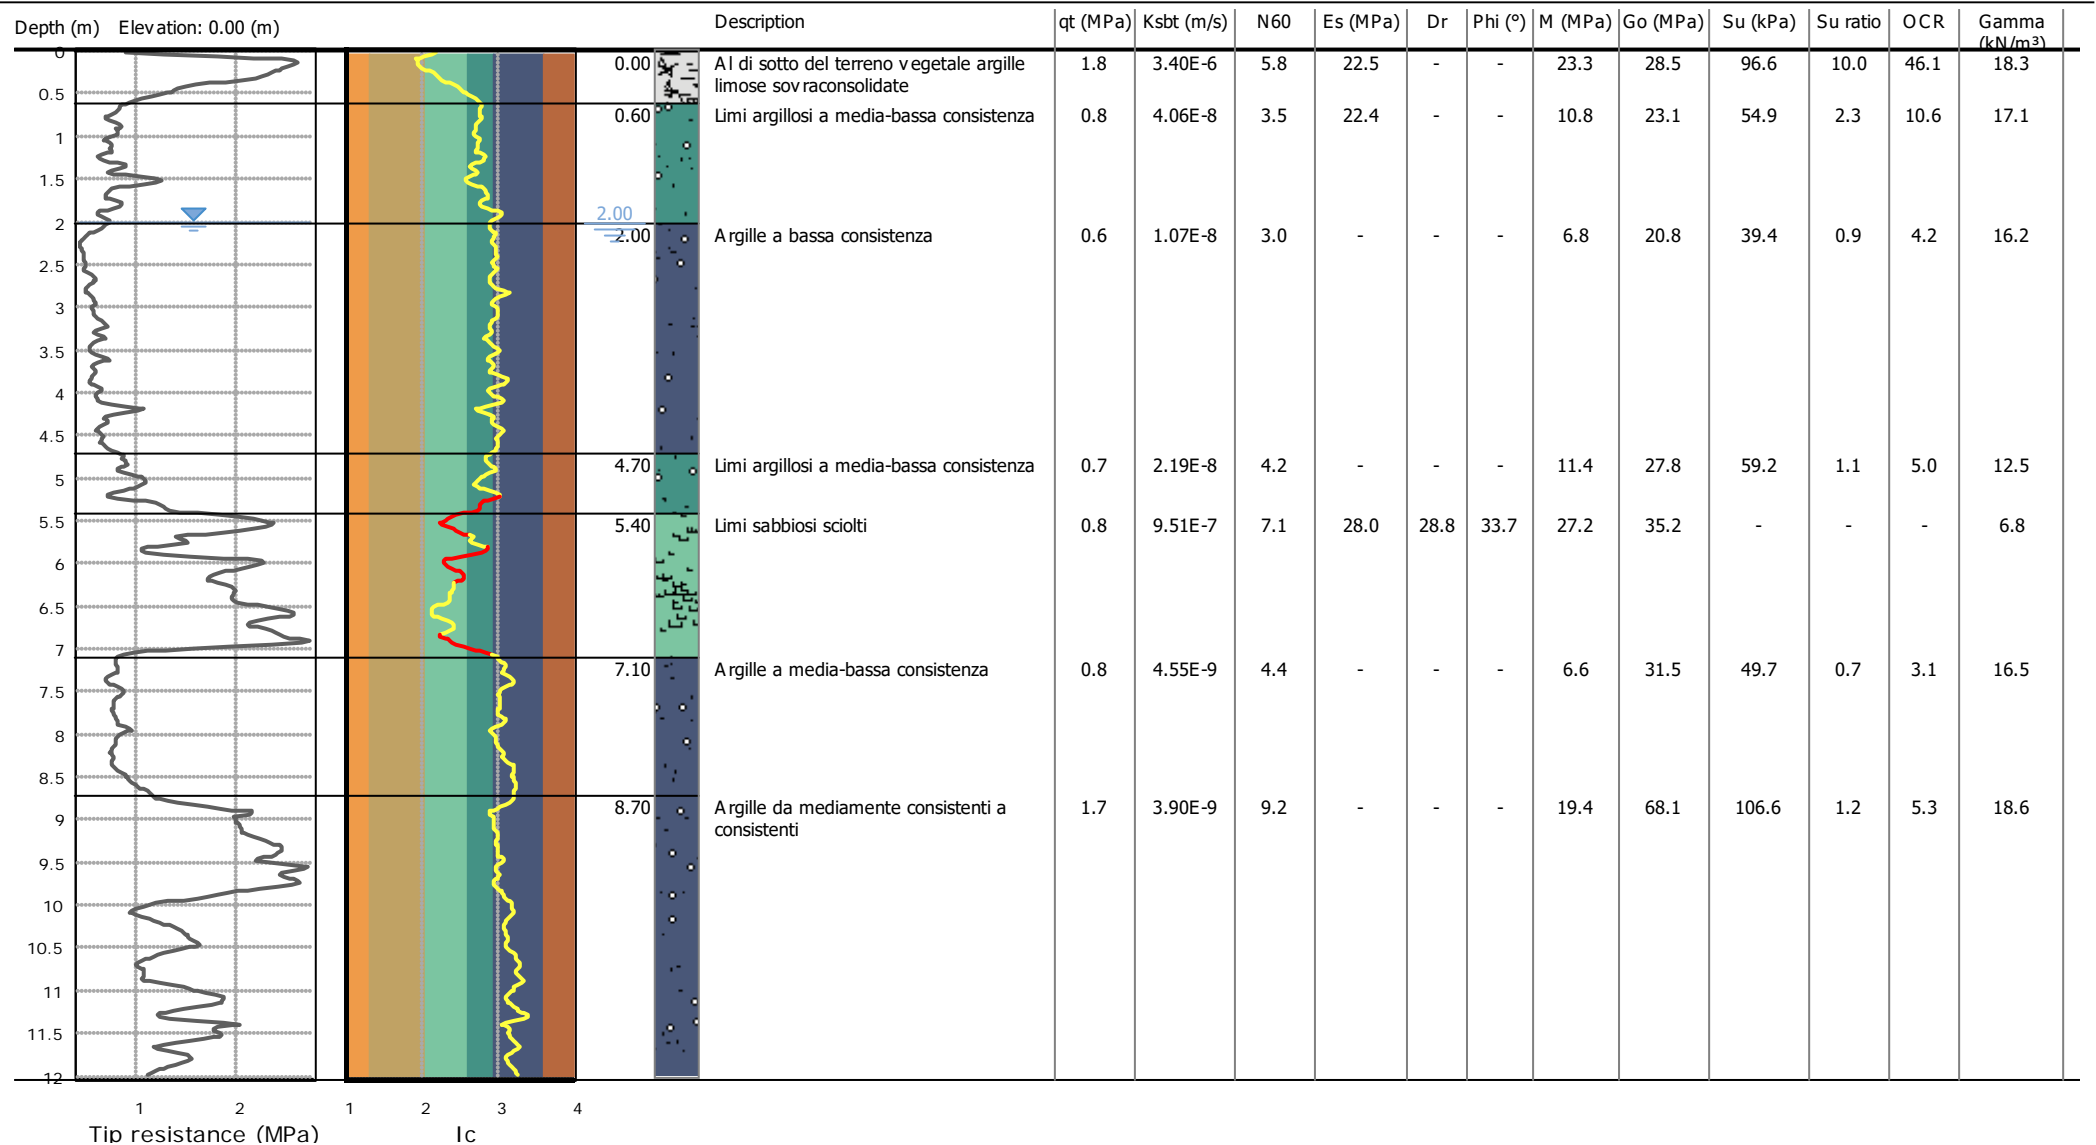 Depth (m) Elevation: 0.00 (m) Description qt (MPa) Ksbt (m/s) N60 Es (MPa) Dr Phi (°) M (MPa) Go (MPa) Su (kPa) Su ratio OCR Gamma
(kN/m³)
0
0.00 Al di sotto del terreno vegetale argille 1.8 3.40E-6 5.8 22.5 - - 23.3 28.5 96.6 10.0 46.1 18.3
limose sovraconsolidate
0.5
0.60 Limi argillosi a media-bassa consistenza 0.8 4.06E-8 3.5 22.4 - - 10.8 23.1 54.9 2.3 10.6 17.1
1
1.5
2.00
2
2.00 Argille a bassa consistenza 0.6 1.07E-8 3.0 - - - 6.8 20.8 39.4 0.9 4.2 16.2
2.5
3
3.5
4
4.5
4.70 Limi argillosi a media-bassa consistenza 0.7 2.19E-8 4.2 - - - 11.4 27.8 59.2 1.1 5.0 12.5
5
5.5
5.40 Limi sabbiosi sciolti 0.8 9.51E-7 7.1 28.0 28.8 33.7 27.2 35.2 - - - 6.8
6
6.5
7
7.10 Argille a media-bassa consistenza 0.8 4.55E-9 4.4 - - - 6.6 31.5 49.7 0.7 3.1 16.5
7.5
8
8.5
8.70 Argille da mediamente consistenti a 1.7 3.90E-9 9.2 - - - 19.4 68.1 106.6 1.2 5.3 18.6
consistenti
9
9.5
10
10.5
11
11.5
12
1 2 1 2 3 4
Tip resistance (MPa) Ic